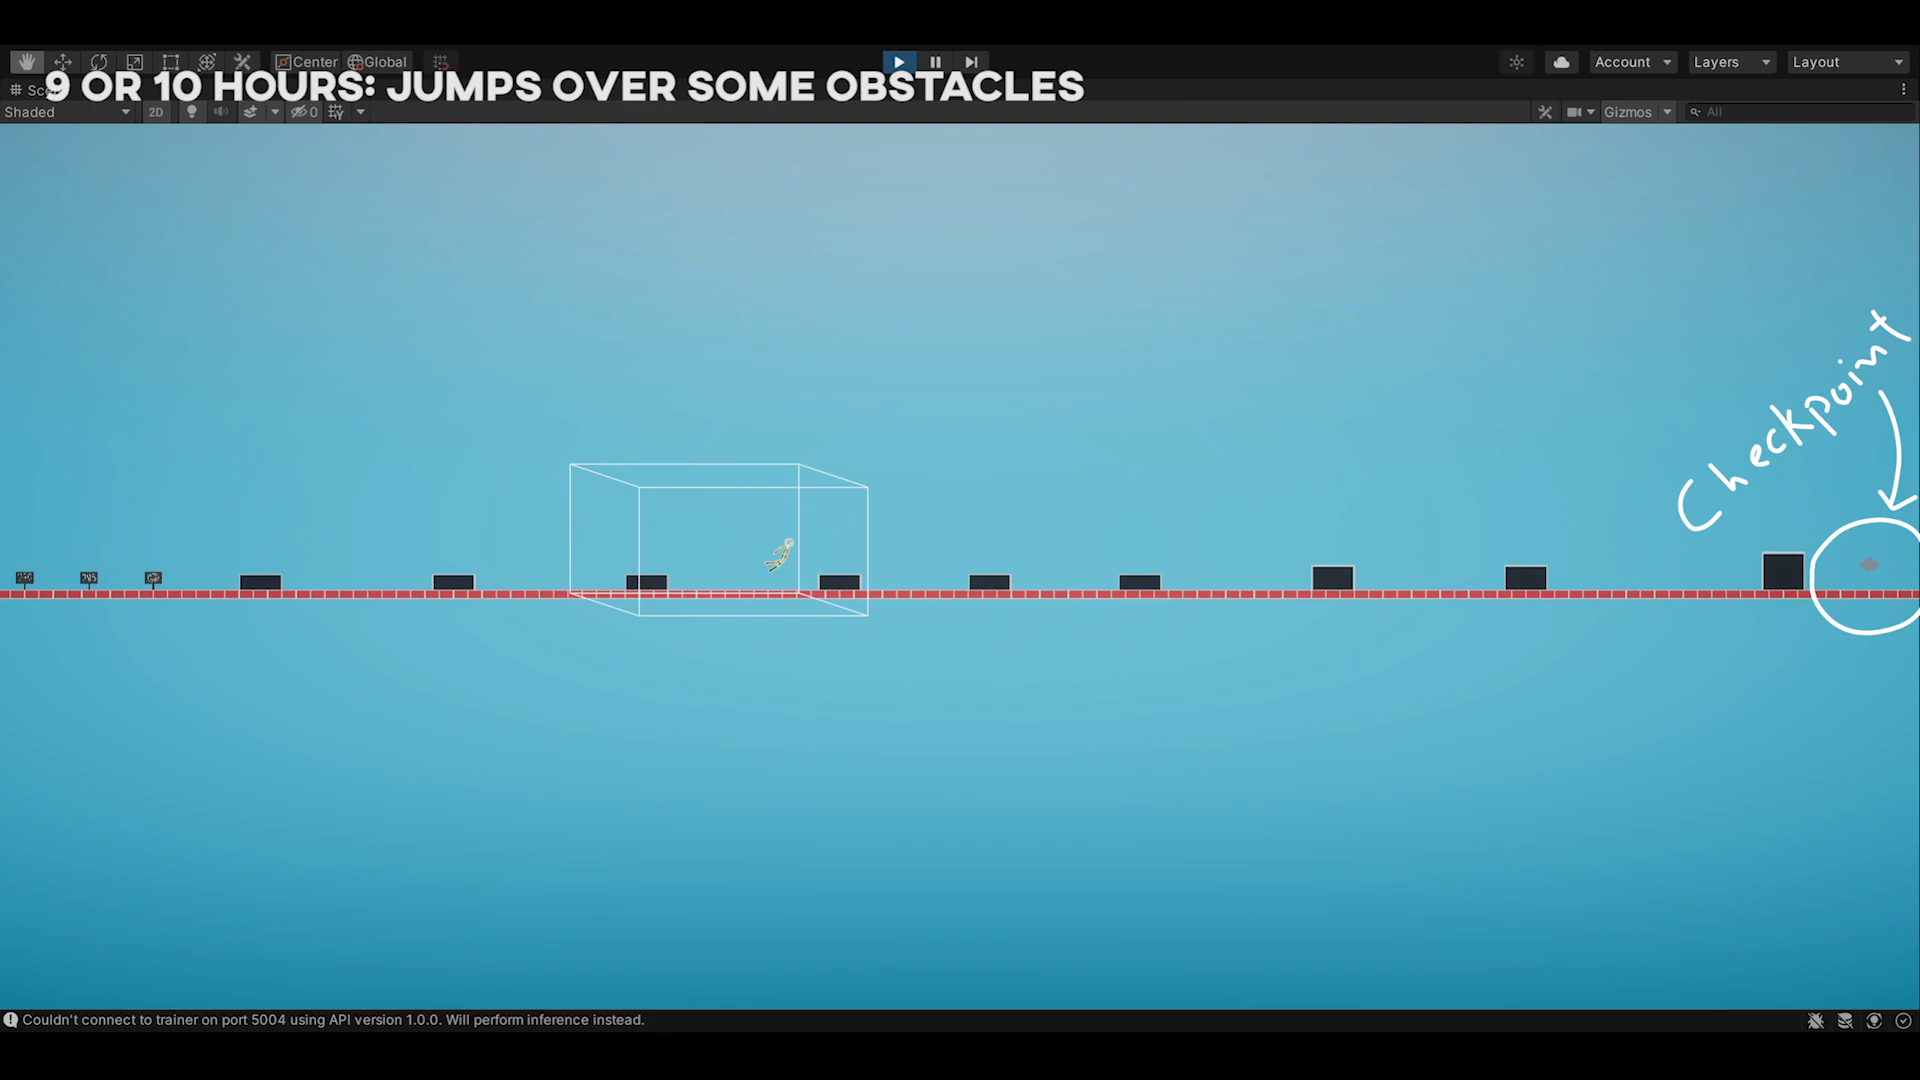 Center Global
Account Layers Layout
9 OR 10 HOURS: JUMPS OVER SOME OBSTACLES
Shaded 2D 0 Gizmos All
Checkpoint
Couldn't connect to trainer on port 5004 using API version 1.0.0. Will perform inference instead.